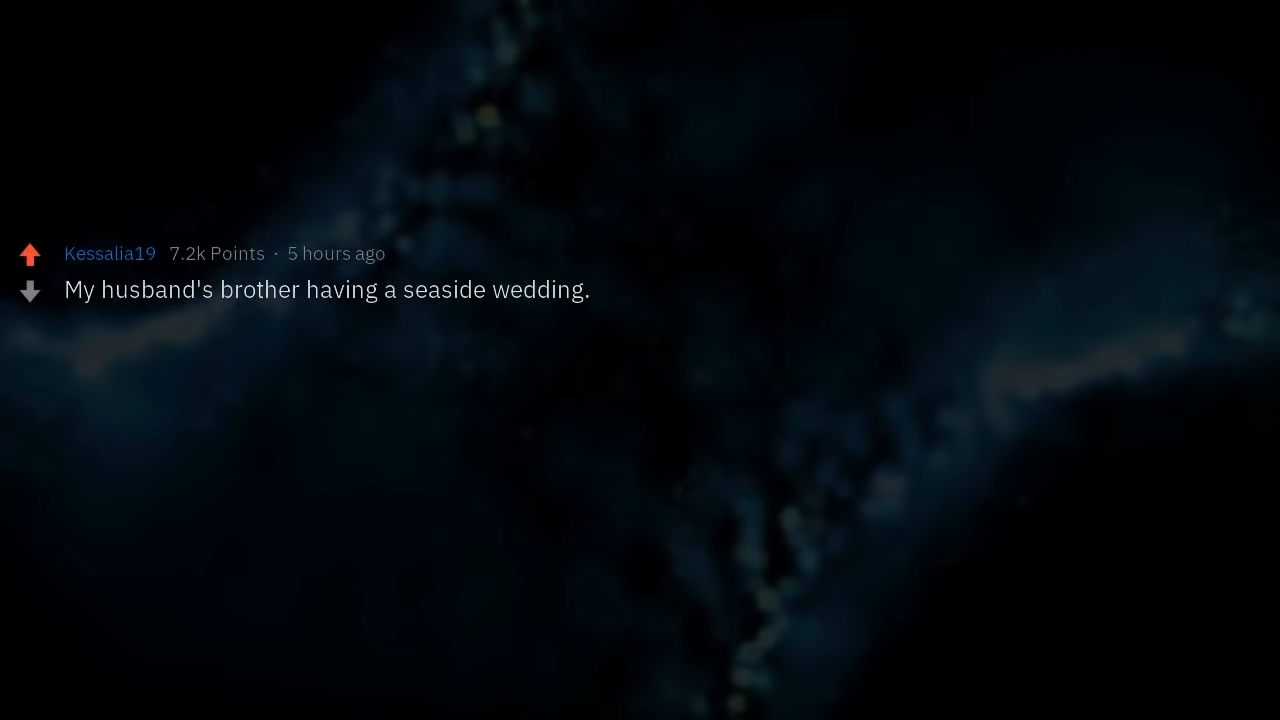 Kessalia19 7.2k Points · 5 hours ago
My husband's brother having a seaside wedding.